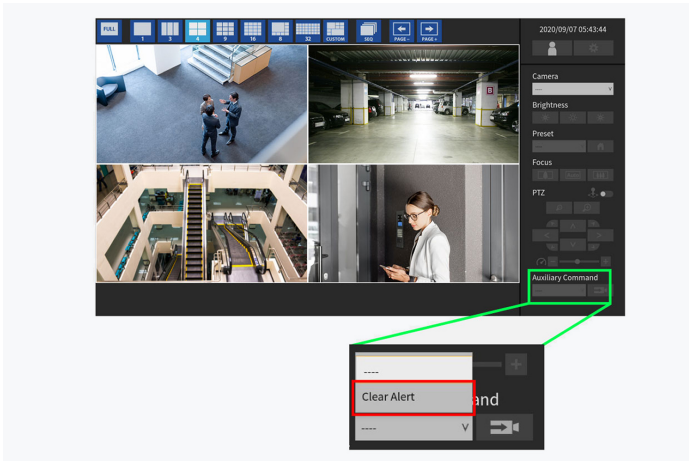 2020/09/07 05:43:44
FULL
1
3
4
9
16
8
32
CUSTOM
SEQ
PAGE -
PAGE +
Camera
----
Brightness
Preset
----
Focus
PTZ
B
Auxiliary Command
----
----
Clear Alert
and
----